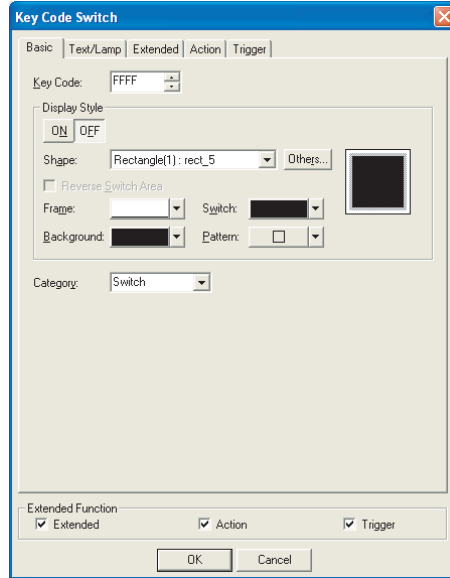 Key Code Switch
Basic Text/Lamp Extended Action Trigger
Key Code: FFFF
Display Style
ON OFF
Shape: Rectangle(1) : rect_5 Others...
Reverse Switch Area
Frame: Switch:
Background: Pattern:
Category: Switch
Extended Function
Extended Action Trigger
OK Cancel